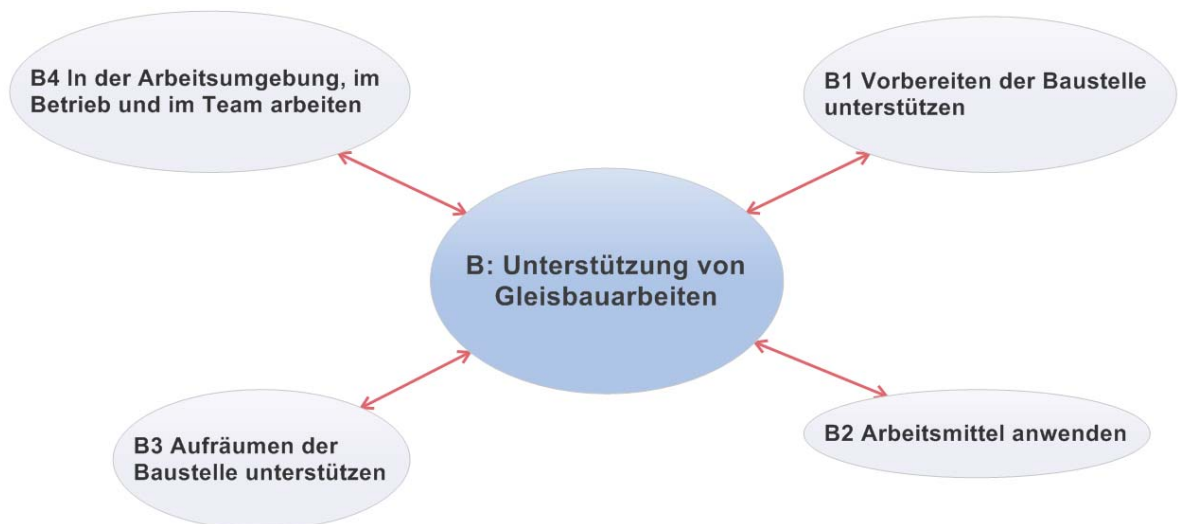 B4 In der Arbeitsumgebung, im
Betrieb und im Team arbeiten
B1 Vorbereiten der Baustelle
unterstützen
B: Unterstützung von
Gleisbauarbeiten
B3 Aufräumen der
Baustelle unterstützen
B2 Arbeitsmittel anwenden